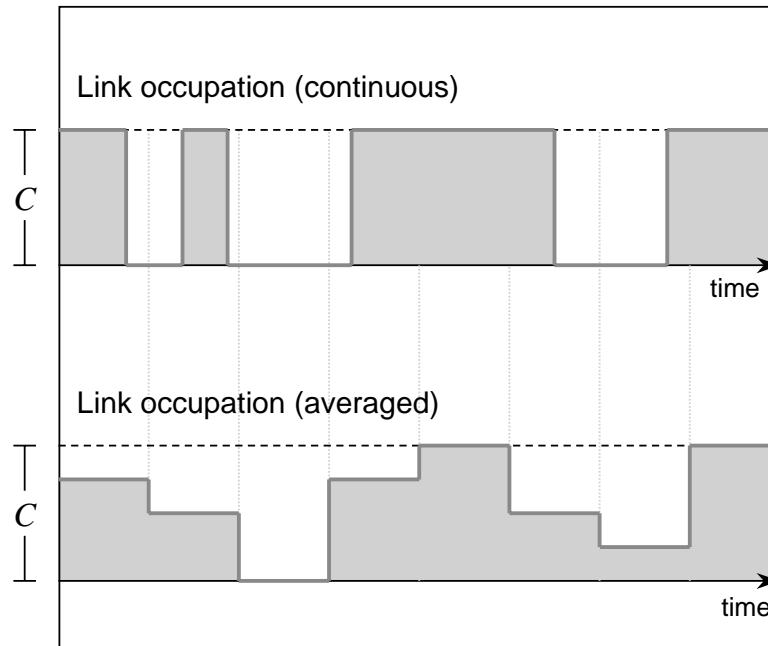 Link occupation (continuous)
C
time
Link occupation (averaged)
C
time